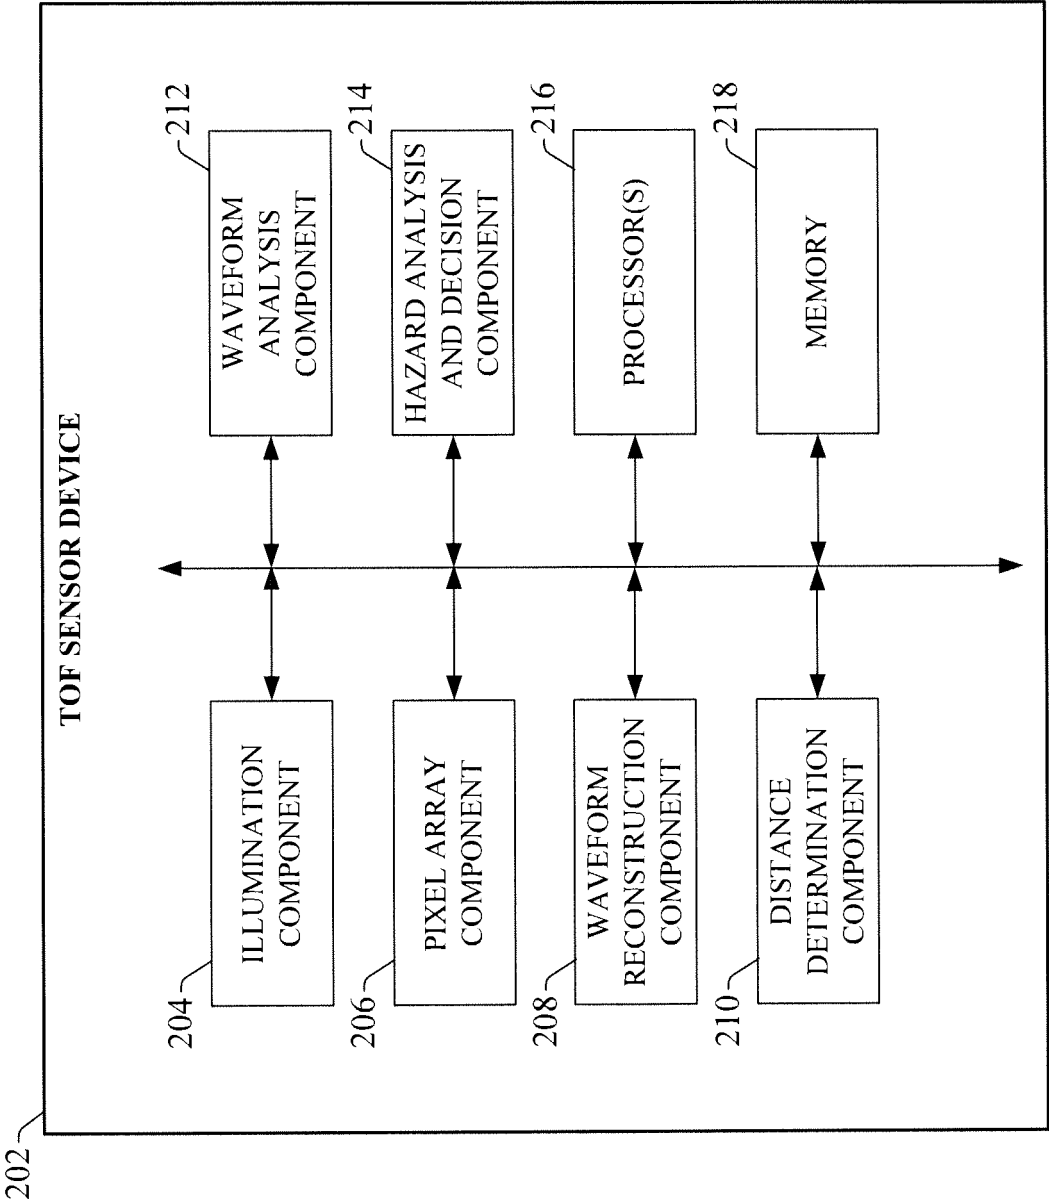 202
TOF SENSOR DEVICE
204
ILLUMINATION
COMPONENT
206
PIXEL ARRAY
COMPONENT
208
WAVEFORM
RECONSTRUCTION
COMPONENT
210
DISTANCE
DETERMINATION
COMPONENT
212
WAVEFORM
ANALYSIS
COMPONENT
214
HAZARD ANALYSIS
AND DECISION
COMPONENT
216
PROCESSOR(S)
218
MEMORY